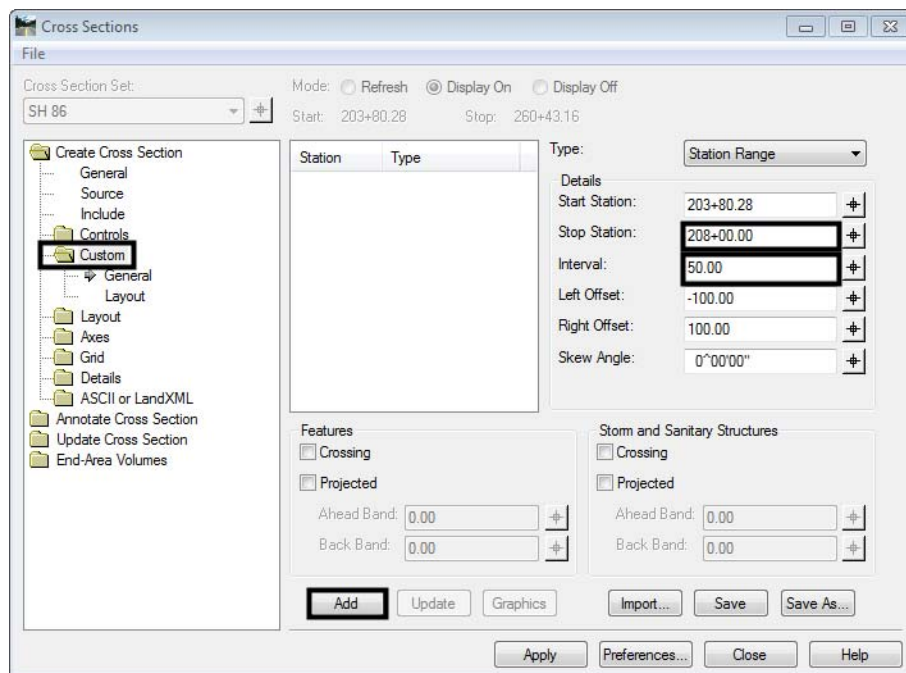 Cross Sections
File
Cross Section Set:
SH 86
Mode: Refresh Display On Display Off
Start: 203+80.28 Stop: 260+43.16
Create Cross Section
General
Source
Include
Controls
Custom
General
Layout
Layout
Axes
Grid
Details
ASCII or LandXML
Annotate Cross Section
Update Cross Section
End-Area Volumes
Station Type
Type: Station Range
Details
Start Station: 203+80.28
Stop Station: 208+00.00
Interval: 50.00
Left Offset: -100.00
Right Offset: 100.00
Skew Angle: 0^00'00"
Features
Crossing
Projected
Ahead Band: 0.00
Back Band: 0.00
Storm and Sanitary Structures
Crossing
Projected
Ahead Band: 0.00
Back Band: 0.00
Add Update Graphics Import... Save Save As...
Apply Preferences... Close Help